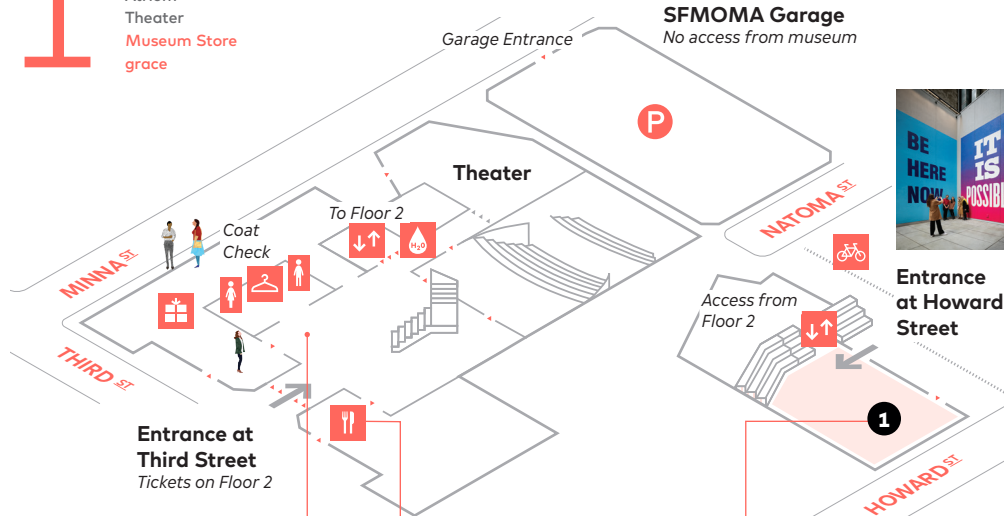 1
Theater
Museum Store
grace
SFMOMA Garage
No access from museum
Garage Entrance
P
BE
HERE
NOW
IT
IS
POSSIBL
Theater
To Floor 2
H2O
Coat
Check
MINNA ST
THIRD ST
NATOMA ST
Entrance
at Howard
Street
Access from
Floor 2
1
Entrance at
Third Street
Tickets on Floor 2
HOWARD ST